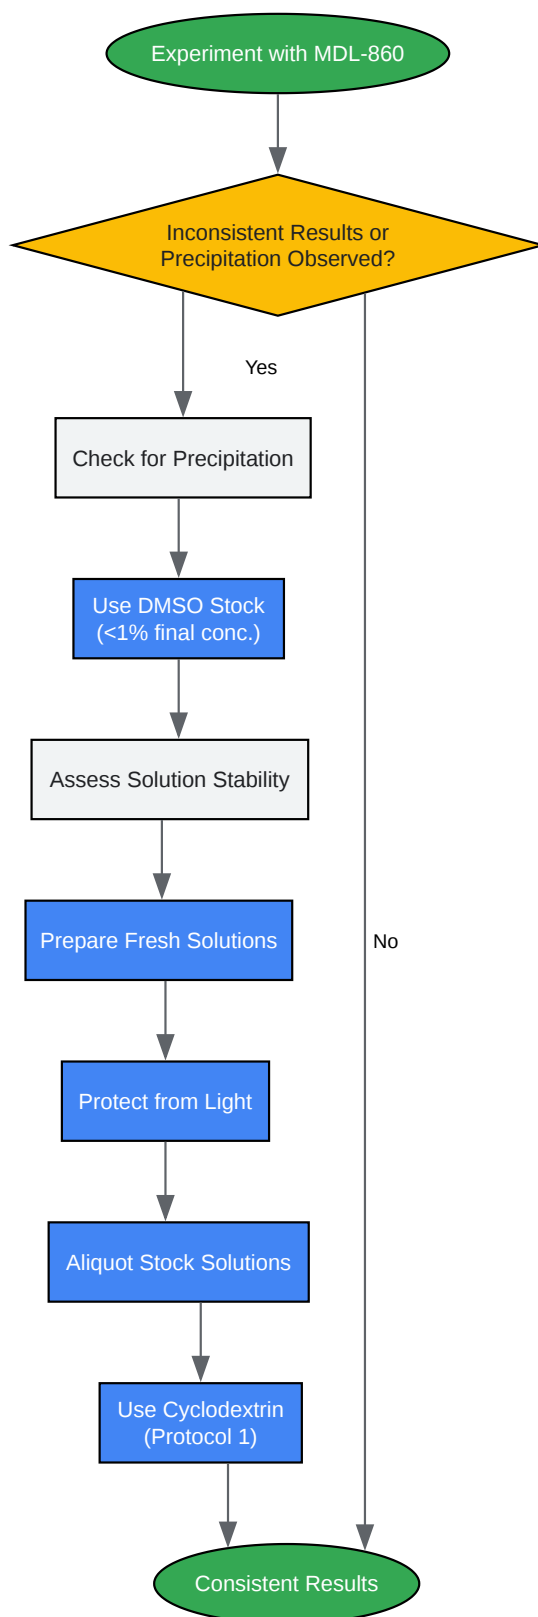 Experiment with MDL-860
Inconsistent Results or
Precipitation Observed?
Yes
Check for Precipitation
Use DMSO Stock
(<1% final conc.)
Assess Solution Stability
Prepare Fresh Solutions
No
Protect from Light
Aliquot Stock Solutions
Use Cyclodextrin
(Protocol 1)
Consistent Results